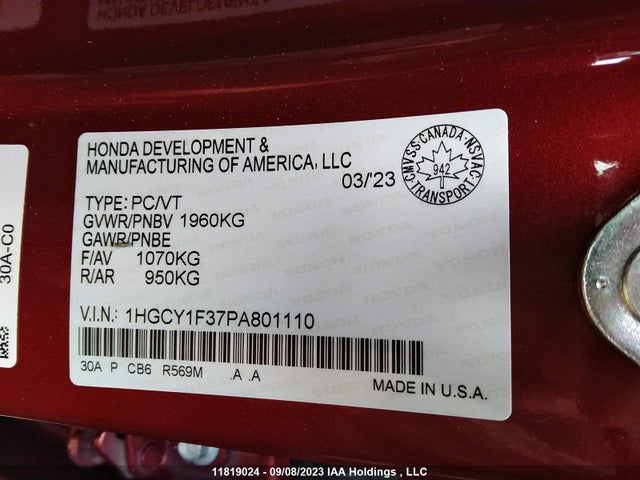 HONDA DEVELOPMENT &
MANUFACTURING OF AMERICA, LLC
03/'23
CMVSS · CANADA · NSVAC
942
TRANSPORT
TYPE: PC/VT
GVWR/PNBV 1960KG
GAWR/PNBE
F/AV 1070KG
R/AR 950KG
V.I.N.: 1HGCY1F37PA801110
30A P CB6 R569M .A .A
MADE IN U.S.A.
30A-C0
11819024 - 09/08/2023 IAA Holdings , LLC